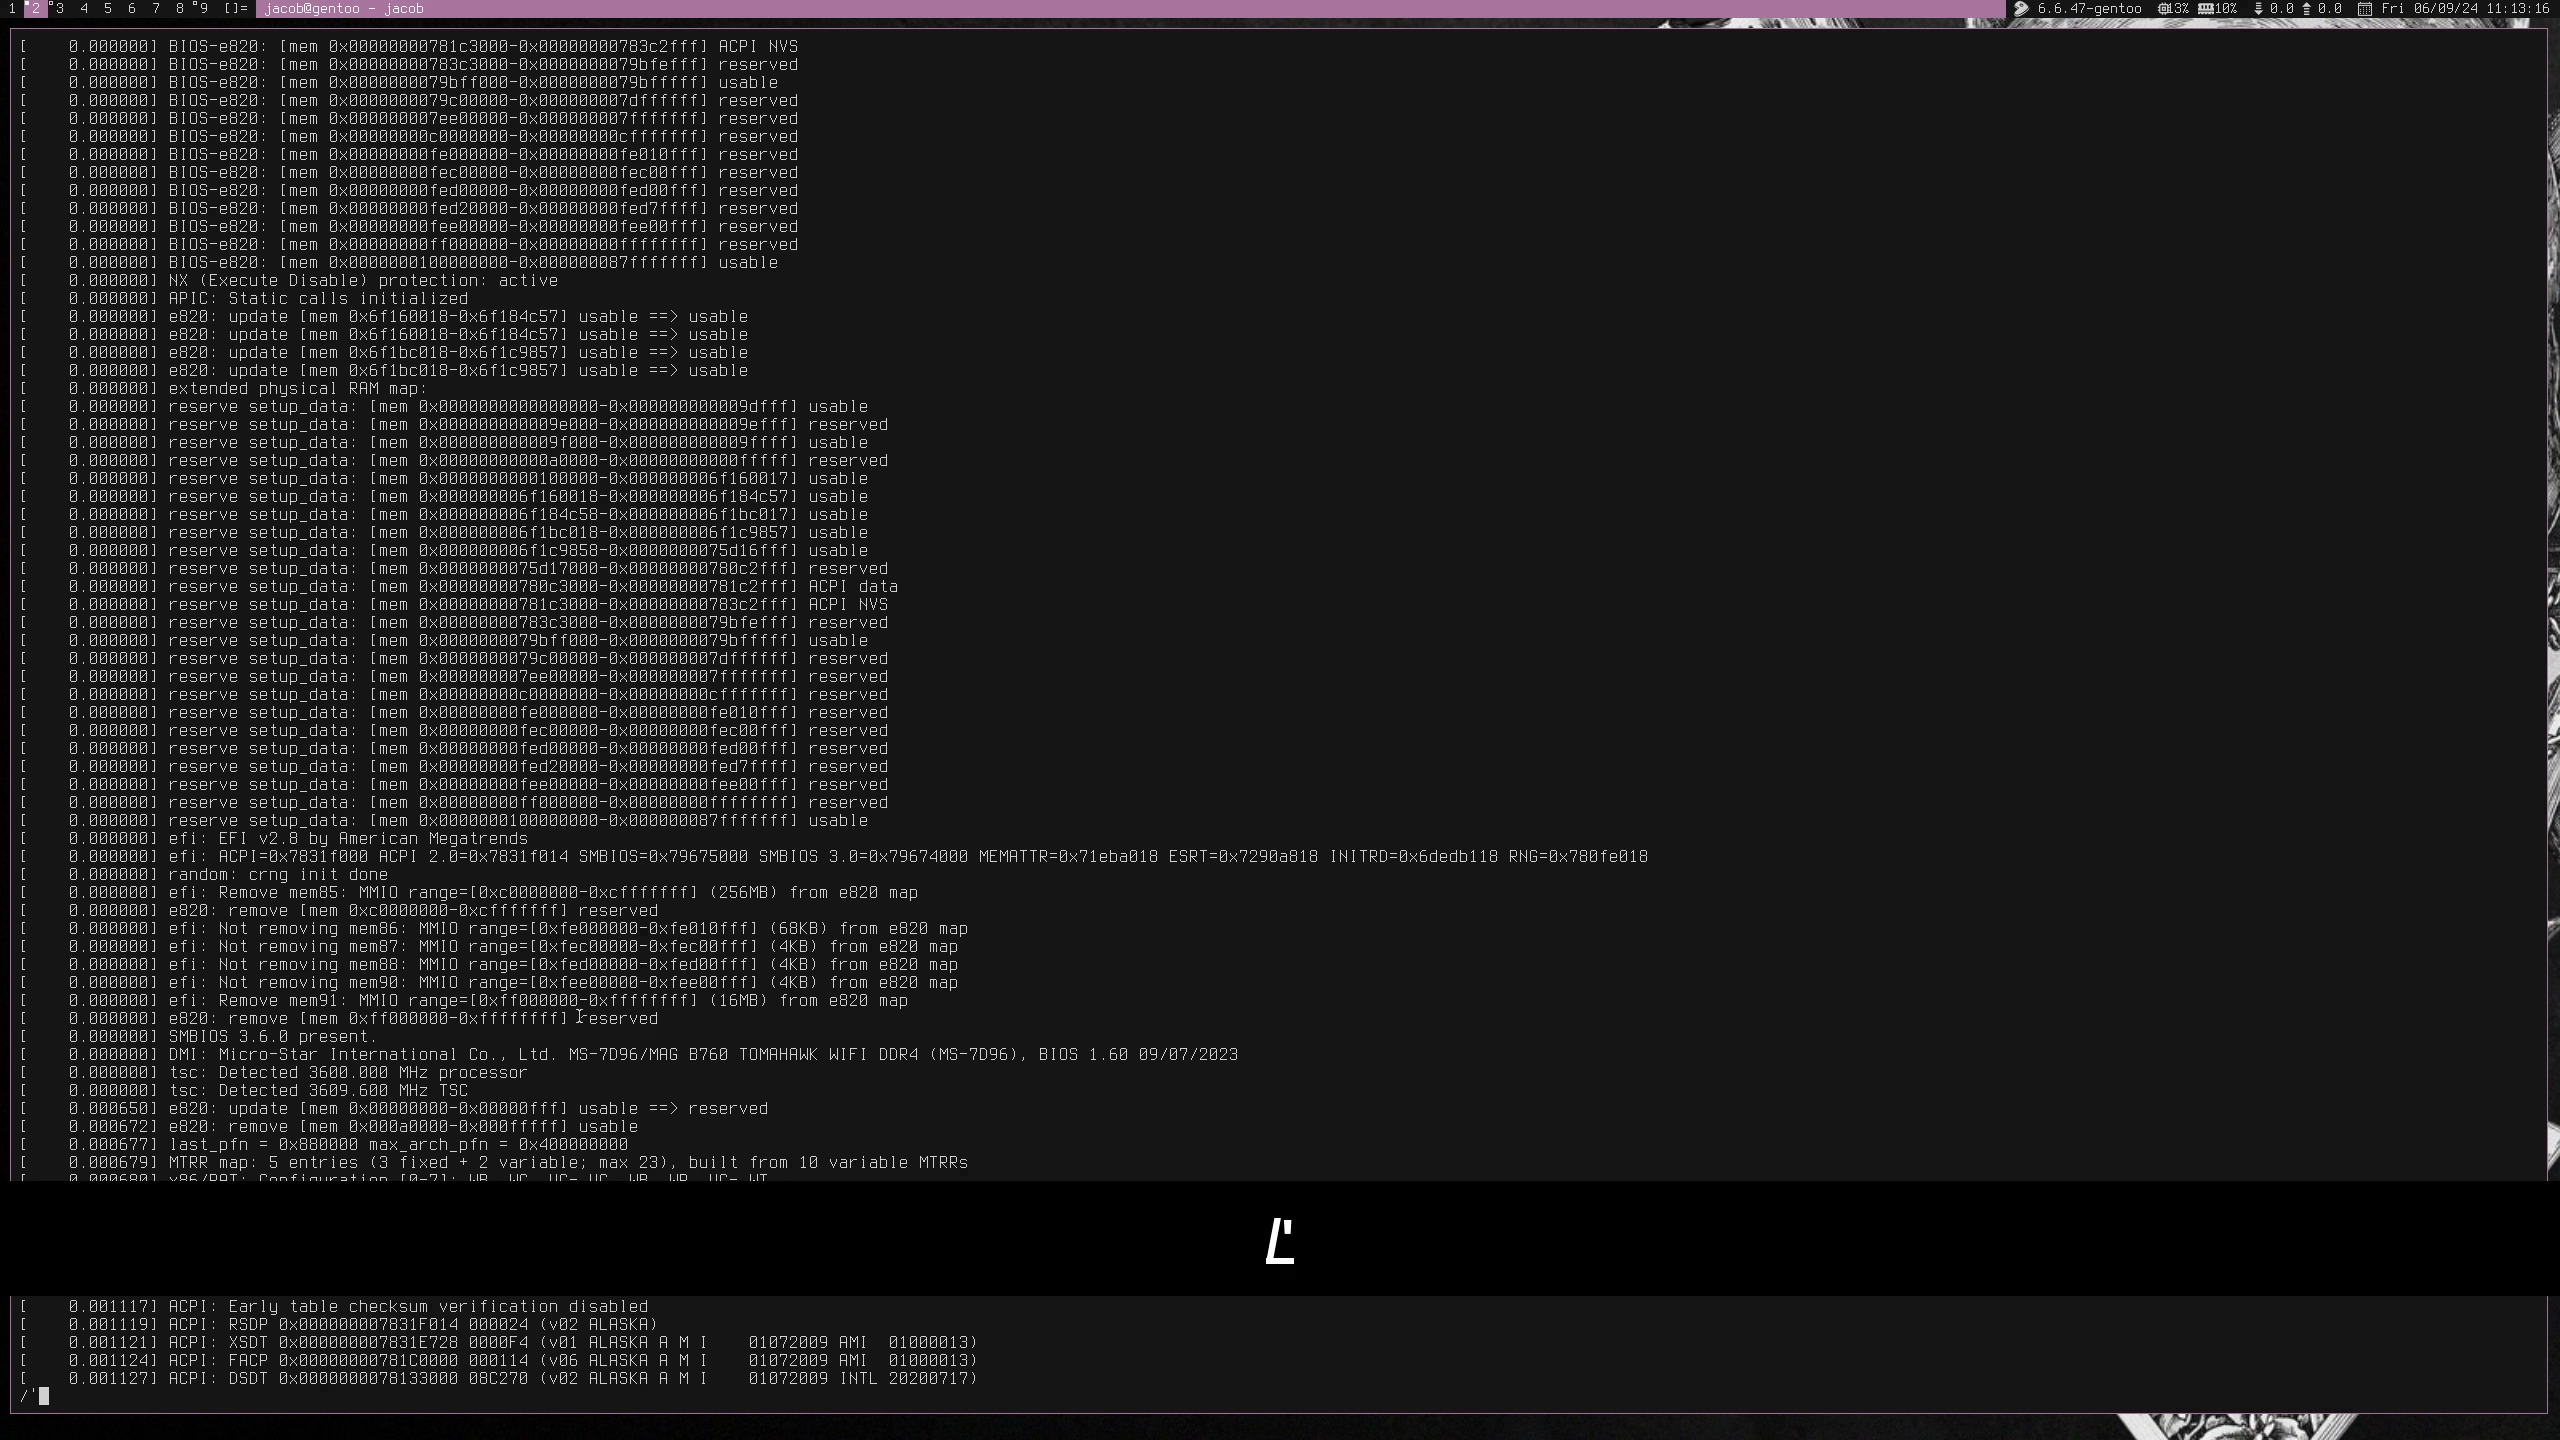 1 2 3 4 5 6 7 8 9 []= jacob@gentoo - jacob 6.6.47-gentoo 13% 10% 0.0 0.0 Fri 06/09/24 11:13:16
[    0.000000] BIOS-e820: [mem 0x00000000781c3000-0x00000000783c2fff] ACPI NVS
[    0.000000] BIOS-e820: [mem 0x00000000783c3000-0x0000000079bfefff] reserved
[    0.000000] BIOS-e820: [mem 0x0000000079bff000-0x0000000079bfffff] usable
[    0.000000] BIOS-e820: [mem 0x0000000079c00000-0x000000007dffffff] reserved
[    0.000000] BIOS-e820: [mem 0x000000007ee00000-0x000000007fffffff] reserved
[    0.000000] BIOS-e820: [mem 0x00000000c0000000-0x00000000cfffffff] reserved
[    0.000000] BIOS-e820: [mem 0x00000000fe000000-0x00000000fe010fff] reserved
[    0.000000] BIOS-e820: [mem 0x00000000fec00000-0x00000000fec00fff] reserved
[    0.000000] BIOS-e820: [mem 0x00000000fed00000-0x00000000fed00fff] reserved
[    0.000000] BIOS-e820: [mem 0x00000000fed20000-0x00000000fed7ffff] reserved
[    0.000000] BIOS-e820: [mem 0x00000000fee00000-0x00000000fee00fff] reserved
[    0.000000] BIOS-e820: [mem 0x00000000ff000000-0x00000000ffffffff] reserved
[    0.000000] BIOS-e820: [mem 0x0000000100000000-0x000000087fffffff] usable
[    0.000000] NX (Execute Disable) protection: active
[    0.000000] APIC: Static calls initialized
[    0.000000] e820: update [mem 0x6f160018-0x6f184c57] usable ==> usable
[    0.000000] e820: update [mem 0x6f160018-0x6f184c57] usable ==> usable
[    0.000000] e820: update [mem 0x6f1bc018-0x6f1c9857] usable ==> usable
[    0.000000] e820: update [mem 0x6f1bc018-0x6f1c9857] usable ==> usable
[    0.000000] extended physical RAM map:
[    0.000000] reserve setup_data: [mem 0x0000000000000000-0x000000000009dfff] usable
[    0.000000] reserve setup_data: [mem 0x000000000009e000-0x000000000009efff] reserved
[    0.000000] reserve setup_data: [mem 0x000000000009f000-0x000000000009ffff] usable
[    0.000000] reserve setup_data: [mem 0x00000000000a0000-0x00000000000fffff] reserved
[    0.000000] reserve setup_data: [mem 0x0000000000100000-0x000000006f160017] usable
[    0.000000] reserve setup_data: [mem 0x000000006f160018-0x000000006f184c57] usable
[    0.000000] reserve setup_data: [mem 0x000000006f184c58-0x000000006f1bc017] usable
[    0.000000] reserve setup_data: [mem 0x000000006f1bc018-0x000000006f1c9857] usable
[    0.000000] reserve setup_data: [mem 0x000000006f1c9858-0x0000000075d16fff] usable
[    0.000000] reserve setup_data: [mem 0x0000000075d17000-0x00000000780c2fff] reserved
[    0.000000] reserve setup_data: [mem 0x00000000780c3000-0x00000000781c2fff] ACPI data
[    0.000000] reserve setup_data: [mem 0x00000000781c3000-0x00000000783c2fff] ACPI NVS
[    0.000000] reserve setup_data: [mem 0x00000000783c3000-0x0000000079bfefff] reserved
[    0.000000] reserve setup_data: [mem 0x0000000079bff000-0x0000000079bfffff] usable
[    0.000000] reserve setup_data: [mem 0x0000000079c00000-0x000000007dffffff] reserved
[    0.000000] reserve setup_data: [mem 0x000000007ee00000-0x000000007fffffff] reserved
[    0.000000] reserve setup_data: [mem 0x00000000c0000000-0x00000000cfffffff] reserved
[    0.000000] reserve setup_data: [mem 0x00000000fe000000-0x00000000fe010fff] reserved
[    0.000000] reserve setup_data: [mem 0x00000000fec00000-0x00000000fec00fff] reserved
[    0.000000] reserve setup_data: [mem 0x00000000fed00000-0x00000000fed00fff] reserved
[    0.000000] reserve setup_data: [mem 0x00000000fed20000-0x00000000fed7ffff] reserved
[    0.000000] reserve setup_data: [mem 0x00000000fee00000-0x00000000fee00fff] reserved
[    0.000000] reserve setup_data: [mem 0x00000000ff000000-0x00000000ffffffff] reserved
[    0.000000] reserve setup_data: [mem 0x0000000100000000-0x000000087fffffff] usable
[    0.000000] efi: EFI v2.8 by American Megatrends
[    0.000000] efi: ACPI=0x7831f000 ACPI 2.0=0x7831f014 SMBIOS=0x79675000 SMBIOS 3.0=0x79674000 MEMATTR=0x71eba018 ESRT=0x7290a818 INITRD=0x6dedb118 RNG=0x780fe018
[    0.000000] random: crng init done
[    0.000000] efi: Remove mem85: MMIO range=[0xc0000000-0xcfffffff] (256MB) from e820 map
[    0.000000] e820: remove [mem 0xc0000000-0xcfffffff] reserved
[    0.000000] efi: Not removing mem86: MMIO range=[0xfe000000-0xfe010fff] (68KB) from e820 map
[    0.000000] efi: Not removing mem87: MMIO range=[0xfec00000-0xfec00fff] (4KB) from e820 map
[    0.000000] efi: Not removing mem88: MMIO range=[0xfed00000-0xfed00fff] (4KB) from e820 map
[    0.000000] efi: Not removing mem90: MMIO range=[0xfee00000-0xfee00fff] (4KB) from e820 map
[    0.000000] efi: Remove mem91: MMIO range=[0xff000000-0xffffffff] (16MB) from e820 map
[    0.000000] e820: remove [mem 0xff000000-0xffffffff] reserved
[    0.000000] SMBIOS 3.6.0 present.
[    0.000000] DMI: Micro-Star International Co., Ltd. MS-7D96/MAG B760 TOMAHAWK WIFI DDR4 (MS-7D96), BIOS 1.60 09/07/2023
[    0.000000] tsc: Detected 3600.000 MHz processor
[    0.000000] tsc: Detected 3609.600 MHz TSC
[    0.000650] e820: update [mem 0x00000000-0x00000fff] usable ==> reserved
[    0.000672] e820: remove [mem 0x000a0000-0x000fffff] usable
[    0.000677] last_pfn = 0x880000 max_arch_pfn = 0x400000000
[    0.000679] MTRR map: 5 entries (3 fixed + 2 variable; max 23), built from 10 variable MTRRs
[    0.000680] x86/PAT: Configuration [0-7]: WB  WC  UC- UC  WB  WP  UC- WT
/'
[    0.001117] ACPI: Early table checksum verification disabled
[    0.001119] ACPI: RSDP 0x000000007831F014 000024 (v02 ALASKA)
[    0.001121] ACPI: XSDT 0x000000007831E728 0000F4 (v01 ALASKA A M I    01072009 AMI  01000013)
[    0.001124] ACPI: FACP 0x00000000781C0000 000114 (v06 ALASKA A M I    01072009 AMI  01000013)
[    0.001127] ACPI: DSDT 0x0000000078133000 08C270 (v02 ALASKA A M I    01072009 INTL 20200717)
/'